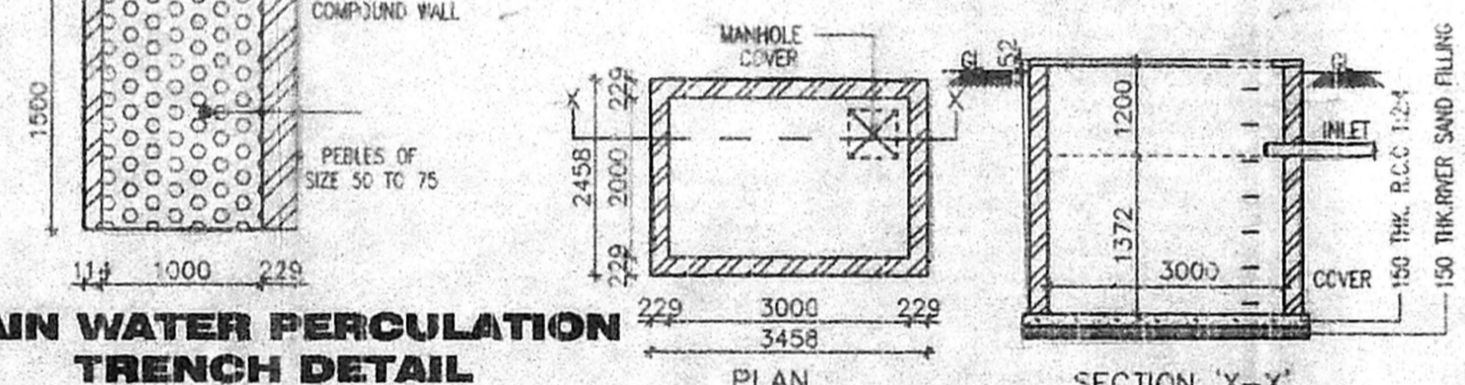 COMPOUND WALL
1500
PEBLES OF
SIZE 50 TO 75
114 1000 229
AIN WATER PERCULATION
TRENCH DETAIL
MANHOLE
COVER
X X
229
2458 2000
229
229 3000 229
3458
PLAN
GL
152
GL
1200
INLET
1372
3000
COVER
150 THK. R.C.C 1:2:4
150 THK.RIVER SAND FILLING
SECTION 'X-X'